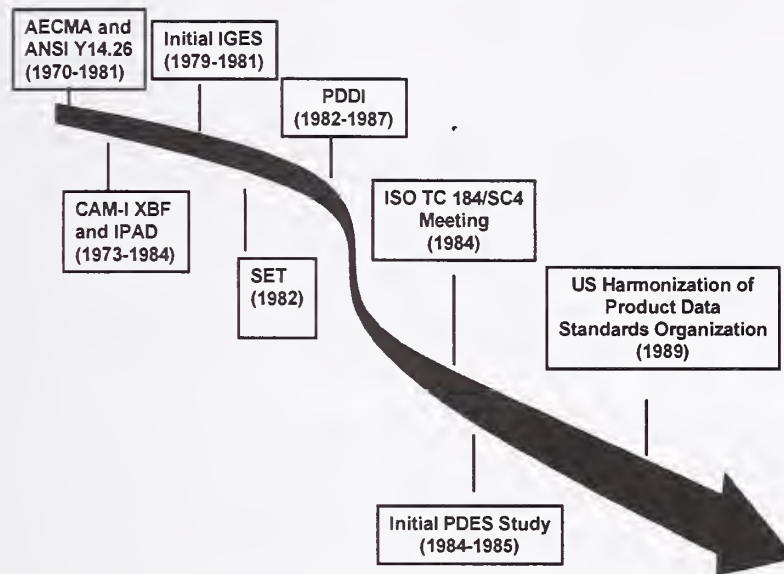 AECMA and
ANSI Y14.26
(1970-1981)
Initial IGES
(1979-1981)
PDDI
(1982-1987)
CAM-I XBF
and IPAD
(1973-1984)
SET
(1982)
ISO TC 184/SC4
Meeting
(1984)
US Harmonization of
Product Data
Standards Organization
(1989)
Initial PDES Study
(1984-1985)